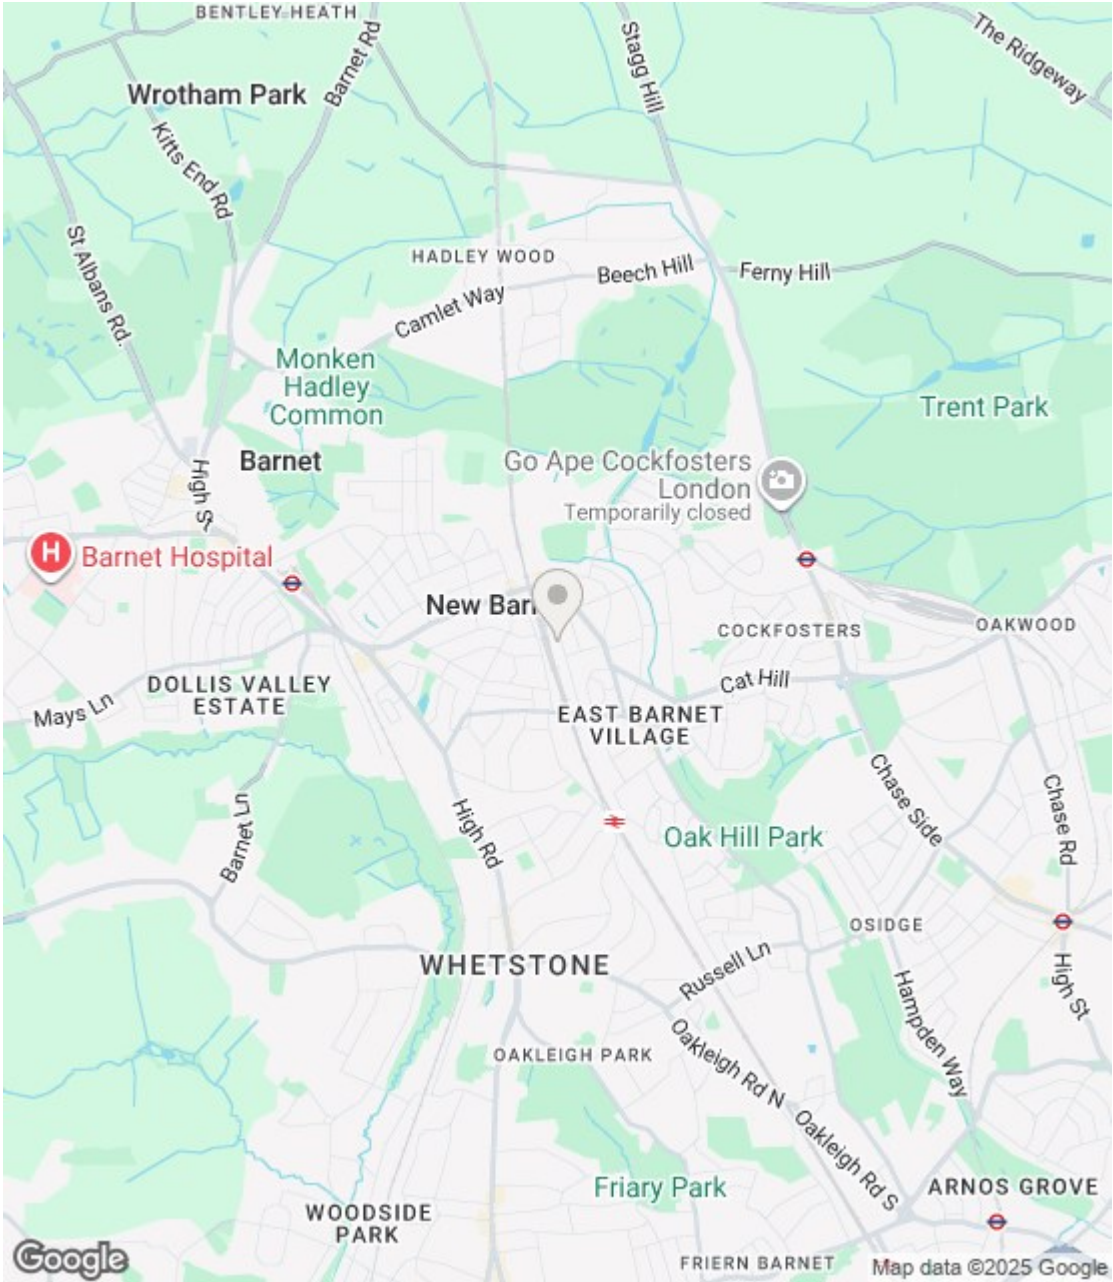 BENTLEY HEATH
Barnet Rd
Stagg Hill
The Ridgeway
Wrotham Park
Kitts End Rd
St Albans Rd.
HADLEY WOOD
Beech Hill
Ferny Hill
Camlet Way
Monken
Hadley
Common
Trent Park
Barnet
Go Ape Cockfosters
London
Temporarily closed
High St
H
Barnet Hospital
New Bar
COCKFOSTERS
OAKWOOD
DOLLIS VALLEY
ESTATE
Cat Hill
Mays Ln
EAST BARNET
VILLAGE
Chase Side
Chase Rd
Barnet Ln
High Rd
Oak Hill Park
OSIDGE
WHETSTONE
Russell Ln
High St
Hampden Way
OAKLEIGH PARK
Oakleigh Rd N
Oakleigh Rd S
Friary Park
ARNOS GROVE
WOODSIDE
PARK
FRIERN BARNET
Google
Map data ©2025 Google